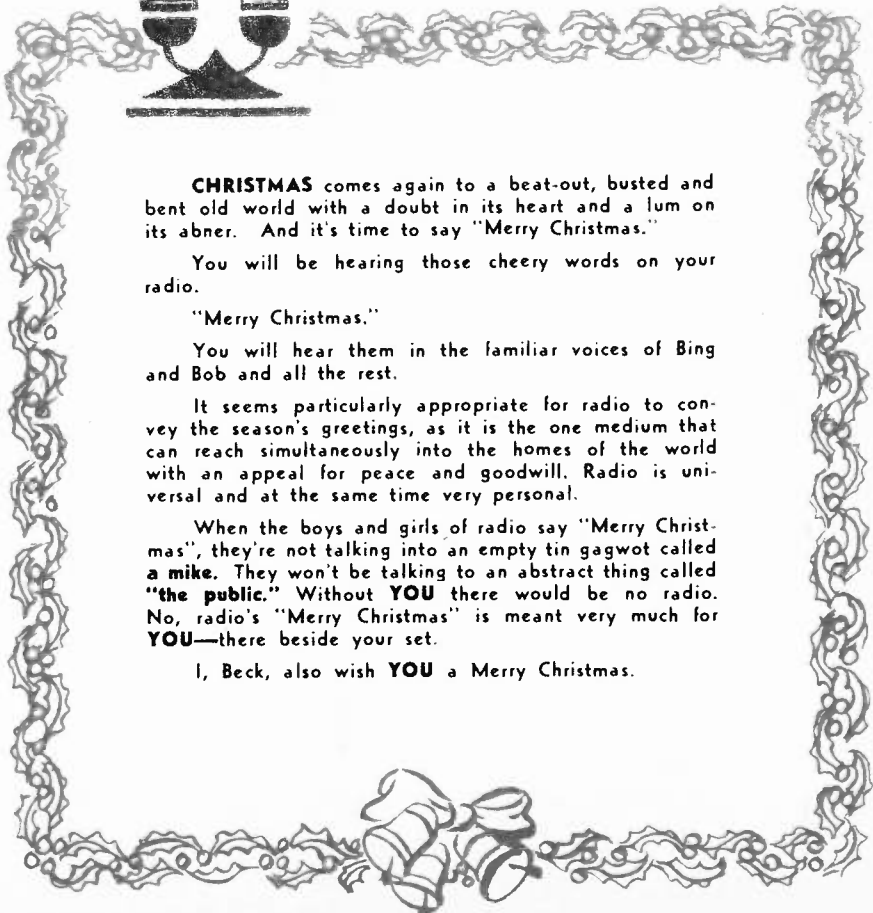 CHRISTMAS comes again to a beat-out, busted and
bent old world with a doubt in its heart and a lum on
its abner. And it's time to say "Merry Christmas."
You will be hearing those cheery words on your
radio.
"Merry Christmas."
You will hear them in the familiar voices of Bing
and Bob and all the rest.
It seems particularly appropriate for radio to con-
vey the season's greetings, as it is the one medium that
can reach simultaneously into the homes of the world
with an appeal for peace and goodwill. Radio is uni-
versal and at the same time very personal.
When the boys and girls of radio say "Merry Christ-
mas", they're not talking into an empty tin gagwot called
a mike. They won't be talking to an abstract thing called
"the public." Without YOU there would be no radio.
No, radio's "Merry Christmas" is meant very much for
YOU—there beside your set.
I, Beck, also wish YOU a Merry Christmas.